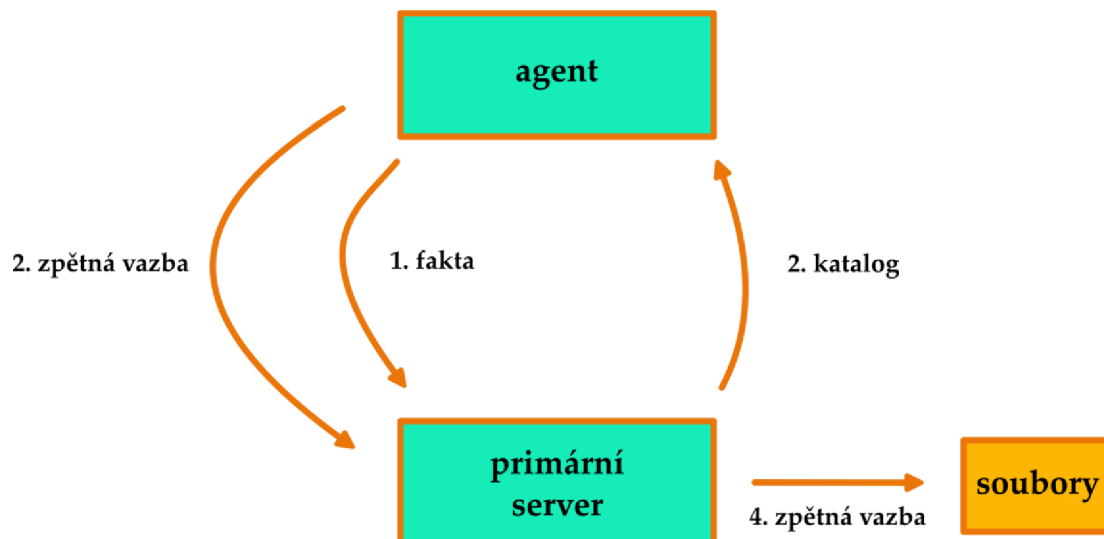 agent
2. zpětná vazba
1. fakta
2. katalog
primární
server
soubory
4. zpětná vazba